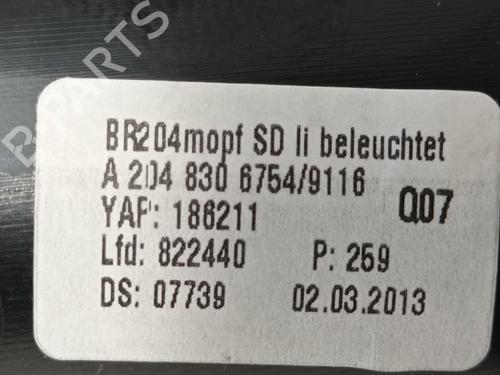 B PARTS
BR204mopf SD li beleuchtet
A 204 830 6754/9116
YAP: 186211 Q07
Lfd: 822440 P: 259
DS: 07739 02.03.2013